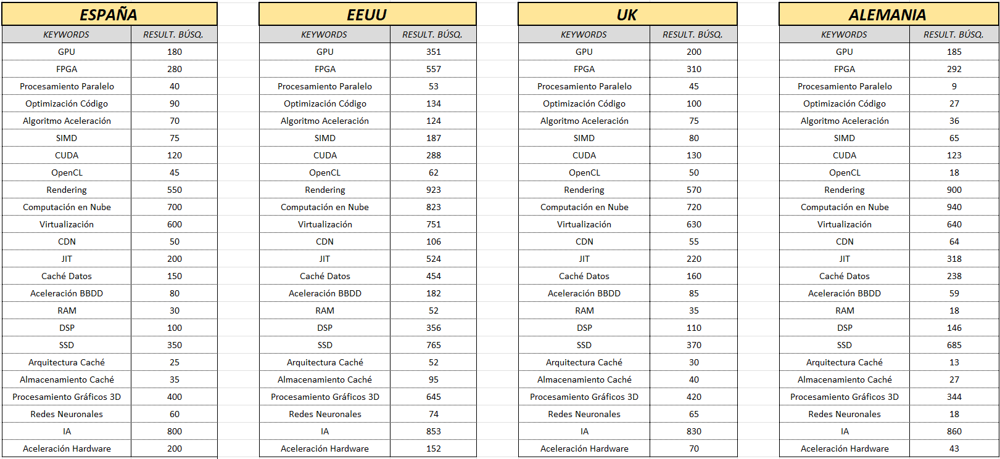 ESPAÑA EEUU UK ALEMANIA
KEYWORDS RESULT. BÚSQ. KEYWORDS RESULT. BÚSQ. KEYWORDS RESULT. BÚSQ. KEYWORDS RESULT. BÚSQ.
GPU 180 GPU 351 GPU 200 GPU 185
FPGA 280 FPGA 557 FPGA 310 FPGA 292
Procesamiento Paralelo 40 Procesamiento Paralelo 53 Procesamiento Paralelo 45 Procesamiento Paralelo 9
Optimización Código 90 Optimización Código 134 Optimización Código 100 Optimización Código 27
Algoritmo Aceleración 70 Algoritmo Aceleración 124 Algoritmo Aceleración 75 Algoritmo Aceleración 36
SIMD 75 SIMD 187 SIMD 80 SIMD 65
CUDA 120 CUDA 288 CUDA 130 CUDA 123
OpenCL 45 OpenCL 62 OpenCL 50 OpenCL 18
Rendering 550 Rendering 923 Rendering 570 Rendering 900
Computación en Nube 700 Computación en Nube 823 Computación en Nube 720 Computación en Nube 940
Virtualización 600 Virtualización 751 Virtualización 630 Virtualización 640
CDN 50 CDN 106 CDN 55 CDN 64
JIT 200 JIT 524 JIT 220 JIT 318
Caché Datos 150 Caché Datos 454 Caché Datos 160 Caché Datos 238
Aceleración BBDD 80 Aceleración BBDD 182 Aceleración BBDD 85 Aceleración BBDD 59
RAM 30 RAM 52 RAM 35 RAM 18
DSP 100 DSP 356 DSP 110 DSP 146
SSD 350 SSD 765 SSD 370 SSD 685
Arquitectura Caché 25 Arquitectura Caché 52 Arquitectura Caché 30 Arquitectura Caché 13
Almacenamiento Caché 35 Almacenamiento Caché 95 Almacenamiento Caché 40 Almacenamiento Caché 27
Procesamiento Gráficos 3D 400 Procesamiento Gráficos 3D 645 Procesamiento Gráficos 3D 420 Procesamiento Gráficos 3D 344
Redes Neuronales 60 Redes Neuronales 74 Redes Neuronales 65 Redes Neuronales 18
IA 800 IA 853 IA 830 IA 860
Aceleración Hardware 200 Aceleración Hardware 152 Aceleración Hardware 70 Aceleración Hardware 43